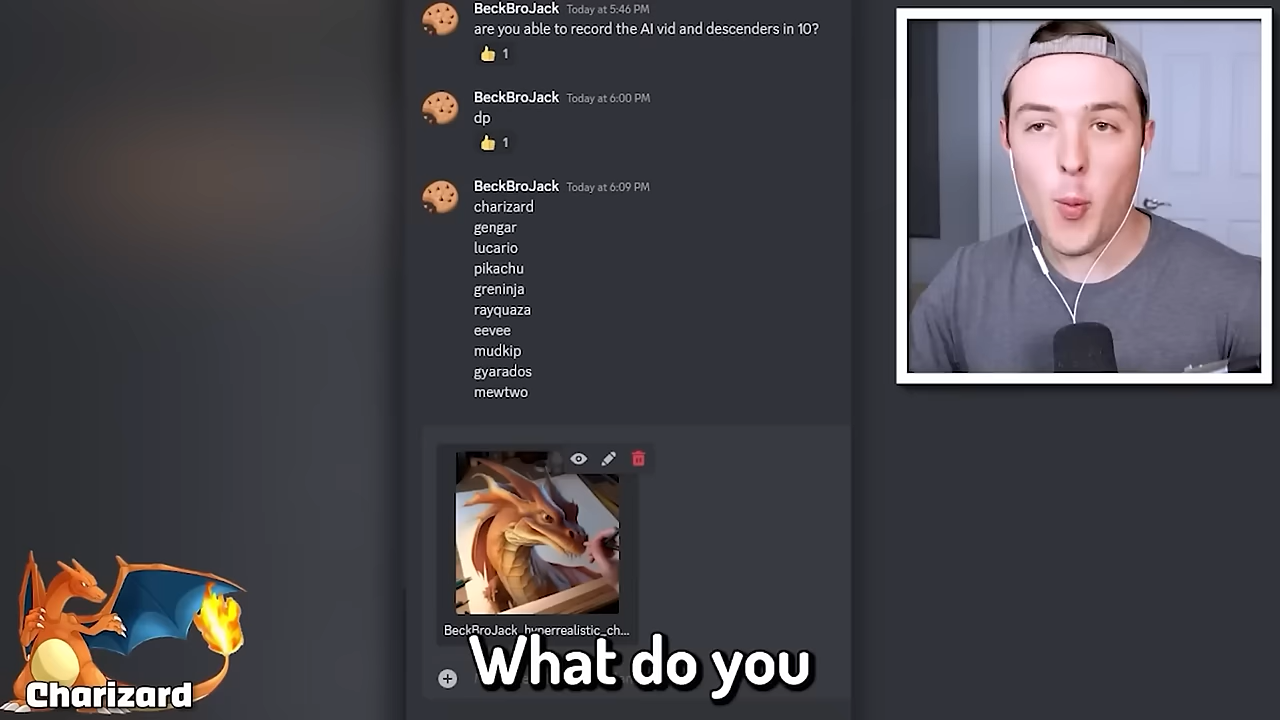 BeckBroJack Today at 5:46 PM
are you able to record the AI vid and descenders in 10?
👍 1
BeckBroJack Today at 6:00 PM
dp
👍 1
BeckBroJack Today at 6:09 PM
charizard
gengar
lucario
pikachu
greninja
rayquaza
eevee
mudkip
gyarados
mewtwo
BeckBroJack_hyperrealistic_ch...
What do you
Charizard